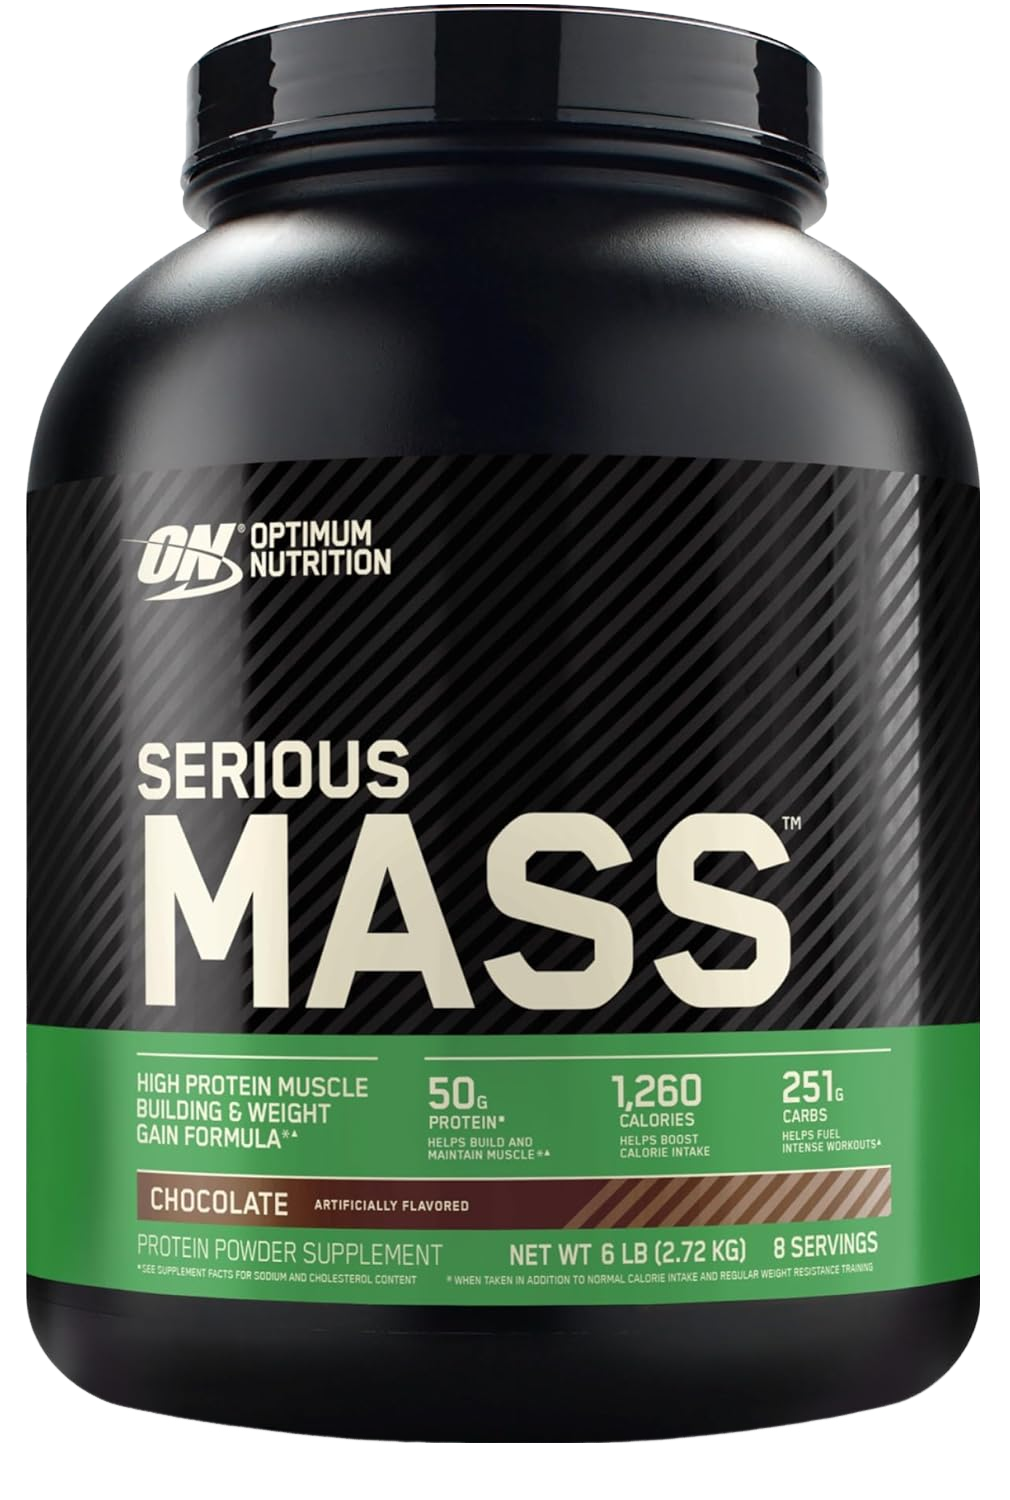 ON® OPTIMUM
NUTRITION
SERIOUS
MASS™
HIGH PROTEIN MUSCLE
BUILDING & WEIGHT
GAIN FORMULA*▲
50G
PROTEIN*
HELPS BUILD AND
MAINTAIN MUSCLE*▲
1,260
CALORIES
HELPS BOOST
CALORIE INTAKE
251G
CARBS
HELPS FUEL
INTENSE WORKOUTS▲
CHOCOLATE ARTIFICIALLY FLAVORED
PROTEIN POWDER SUPPLEMENT NET WT 6 LB (2.72 KG) 8 SERVINGS
*SEE SUPPLEMENT FACTS FOR SODIUM AND CHOLESTEROL CONTENT *WHEN TAKEN IN ADDITION TO NORMAL CALORIE INTAKE AND REGULAR WEIGHT RESISTANCE TRAINING